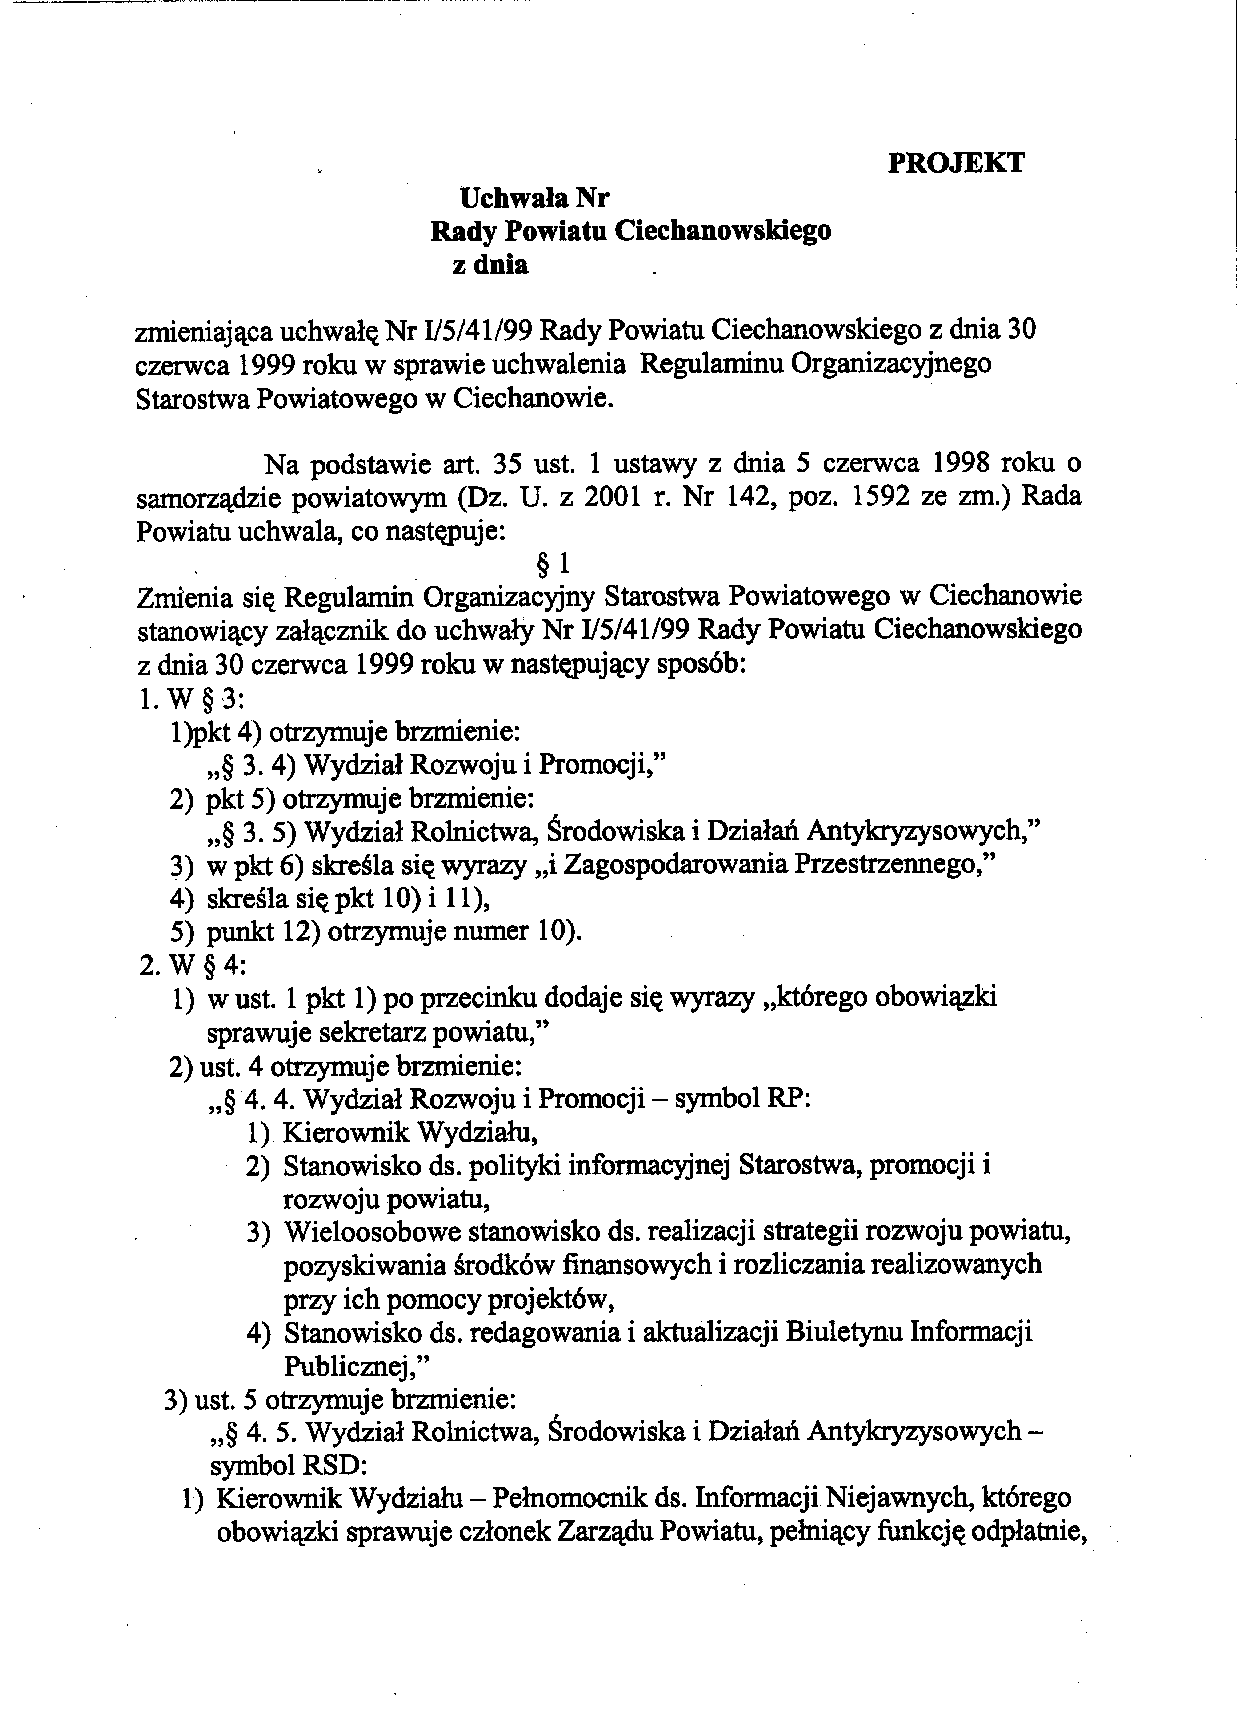 PROJEKT
Uchwała Nr
Rady Powiatu Ciechanowskiego
z dnia
zmieniająca uchwałę Nr I/5/41/99 Rady Powiatu Ciechanowskiego z dnia 30
czerwca 1999 roku w sprawie uchwalenia Regulaminu Organizacyjnego
Starostwa Powiatowego w Ciechanowie.
Na podstawie art. 35 ust. 1 ustawy z dnia 5 czerwca 1998 roku o
samorządzie powiatowym (Dz. U. z 2001 r. Nr 142, poz. 1592 ze zm.) Rada
Powiatu uchwala, co następuje:
§ 1
Zmienia się Regulamin Organizacyjny Starostwa Powiatowego w Ciechanowie
stanowiący załącznik do uchwały Nr I/5/41/99 Rady Powiatu Ciechanowskiego
z dnia 30 czerwca 1999 roku w następujący sposób:
1. W § 3:
1)pkt 4) otrzymuje brzmienie:
„§ 3. 4) Wydział Rozwoju i Promocji,”
2) pkt 5) otrzymuje brzmienie:
„§ 3. 5) Wydział Rolnictwa, Środowiska i Działań Antykryzysowych,”
3) w pkt 6) skreśla się wyrazy „i Zagospodarowania Przestrzennego,”
4) skreśla się pkt 10) i 11),
5) punkt 12) otrzymuje numer 10).
2. W § 4:
1) w ust. 1 pkt 1) po przecinku dodaje się wyrazy „którego obowiązki
sprawuje sekretarz powiatu,”
2) ust. 4 otrzymuje brzmienie:
„§ 4. 4. Wydział Rozwoju i Promocji – symbol RP:
1) Kierownik Wydziału,
2) Stanowisko ds. polityki informacyjnej Starostwa, promocji i
rozwoju powiatu,
3) Wieloosobowe stanowisko ds. realizacji strategii rozwoju powiatu,
pozyskiwania środków finansowych i rozliczania realizowanych
przy ich pomocy projektów,
4) Stanowisko ds. redagowania i aktualizacji Biuletynu Informacji
Publicznej,”
3) ust. 5 otrzymuje brzmienie:
„§ 4. 5. Wydział Rolnictwa, Środowiska i Działań Antykryzysowych –
symbol RSD:
1) Kierownik Wydziału – Pełnomocnik ds. Informacji Niejawnych, którego
obowiązki sprawuje członek Zarządu Powiatu, pełniący funkcję odpłatnie,